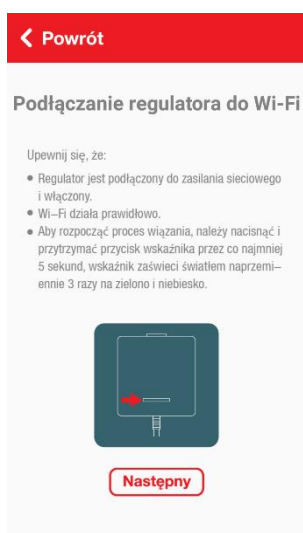 Powrót
Podłączanie regulatora do Wi-Fi
Upewnij się, że:
• Regulator jest podłączony do zasilania sieciowego
i włączony.
• Wi–Fi działa prawidłowo.
• Aby rozpocząć proces wiązania, należy nacisnąć i
przytrzymać przycisk wskaźnika przez co najmniej
5 sekund, wskaźnik zaświeci światłem naprzemi–
ennie 3 razy na zielono i niebiesko.
Następny